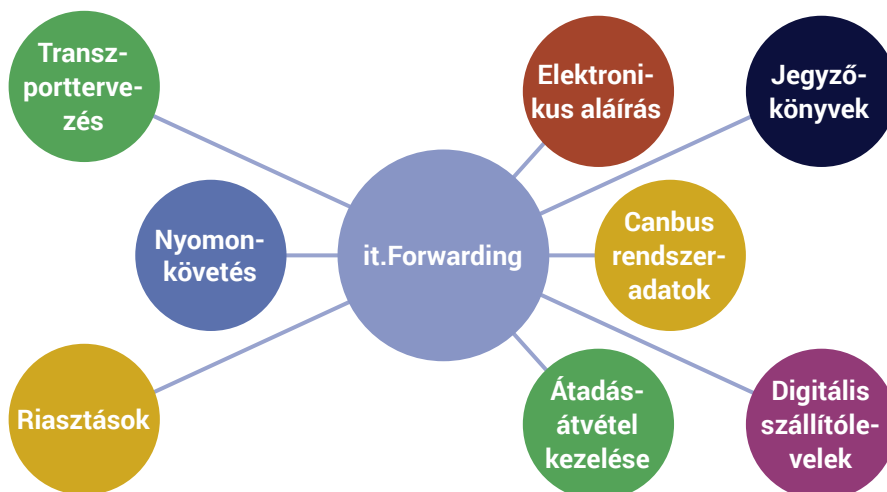 Transz-
porttерve-
zés
Elektroni-
kus aláírás
Jegyző-
könyvek
Nyomon-
követés
it.Forwarding
Canbus
rendszer-
adatok
Riasztások
Átadás-
átvétel
kezelése
Digitális
szállítóle-
velek